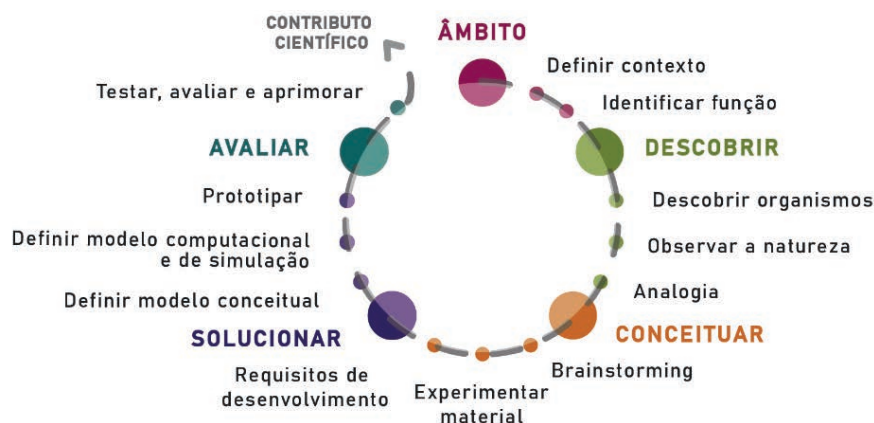 CONTRIBUTO
CIENTÍFICO
ÂMBITO
Definir contexto
Identificar função
DESCOBRIR
Descobrir organismos
Observar a natureza
Analogia
CONCEITUAR
Brainstorming
Experimentar
material
Requisitos de
desenvolvimento
SOLUCIONAR
Definir modelo conceitual
Definir modelo computacional
e de simulação
Prototipar
AVALIAR
Testar, avaliar e aprimorar